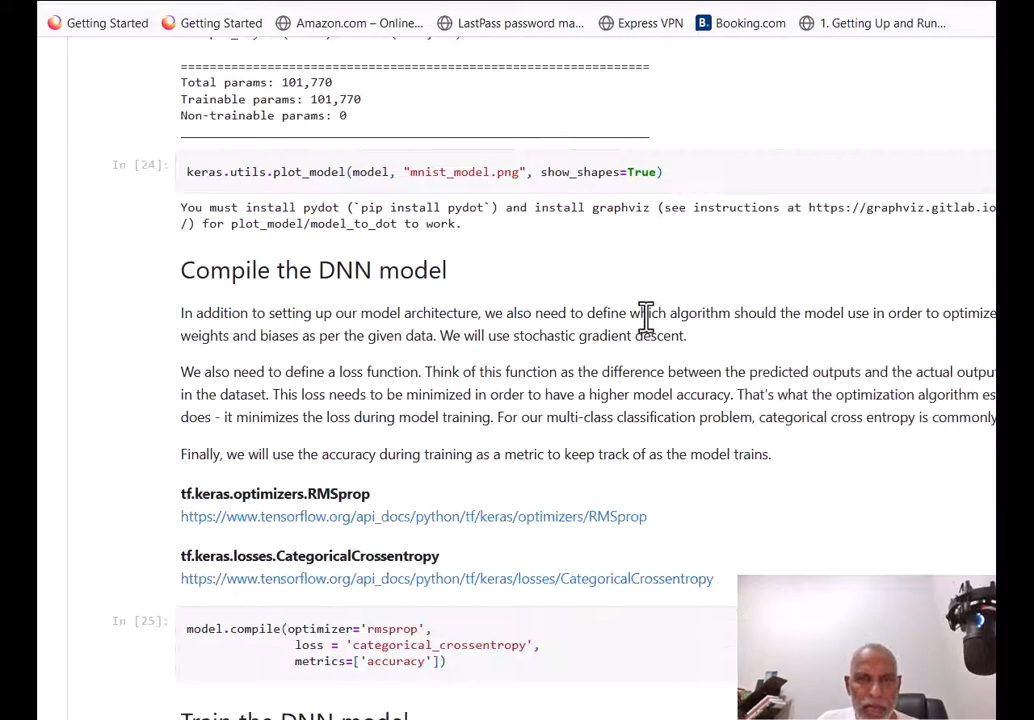 Getting Started Getting Started Amazon.com – Online... LastPass password ma... Express VPN B. Booking.com 1. Getting Up and Run...
=================================================================
Total params: 101,770
Trainable params: 101,770
Non-trainable params: 0
_________________________________________________________________
In [24]: keras.utils.plot_model(model, "mnist_model.png", show_shapes=True)
You must install pydot (`pip install pydot`) and install graphviz (see instructions at https://graphviz.gitlab.io
/) for plot_model/model_to_dot to work.
Compile the DNN model
In addition to setting up our model architecture, we also need to define which algorithm should the model use in order to optimize
weights and biases as per the given data. We will use stochastic gradient descent.
We also need to define a loss function. Think of this function as the difference between the predicted outputs and the actual outpu
in the dataset. This loss needs to be minimized in order to have a higher model accuracy. That's what the optimization algorithm es
does - it minimizes the loss during model training. For our multi-class classification problem, categorical cross entropy is commonly
Finally, we will use the accuracy during training as a metric to keep track of as the model trains.
tf.keras.optimizers.RMSprop
https://www.tensorflow.org/api_docs/python/tf/keras/optimizers/RMSprop
tf.keras.losses.CategoricalCrossentropy
https://www.tensorflow.org/api_docs/python/tf/keras/losses/CategoricalCrossentropy
In [25]: model.compile(optimizer='rmsprop',
loss = 'categorical_crossentropy',
metrics=['accuracy'])
Train the DNN model